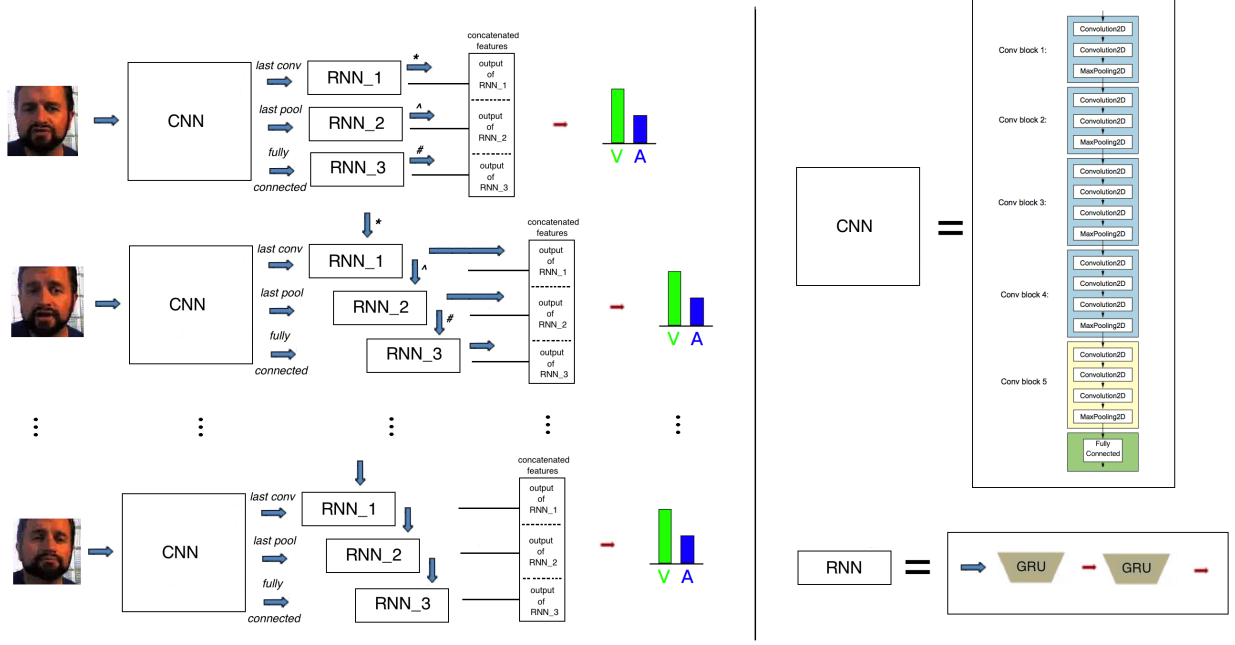 concatenated
features
last conv
RNN_1
*
output
of
RNN_1
CNN
last pool
RNN_2
^
output
of
RNN_2
fully
connected
RNN_3
#
output
of
RNN_3
V A
*
concatenated
features
last conv
RNN_1
^
output
of
RNN_1
CNN
last pool
RNN_2
#
output
of
RNN_2
fully
connected
RNN_3
output
of
RNN_3
V A
concatenated
features
last conv
RNN_1
output
of
RNN_1
CNN
last pool
RNN_2
output
of
RNN_2
fully
connected
RNN_3
output
of
RNN_3
V A
CNN
=
Conv block 1:
Convolution2D
Convolution2D
MaxPooling2D
Conv block 2:
Convolution2D
Convolution2D
MaxPooling2D
Conv block 3:
Convolution2D
Convolution2D
Convolution2D
MaxPooling2D
Conv block 4:
Convolution2D
Convolution2D
Convolution2D
MaxPooling2D
Conv block 5
Convolution2D
Convolution2D
Convolution2D
MaxPooling2D
Fully
Connected
RNN
=
GRU
GRU